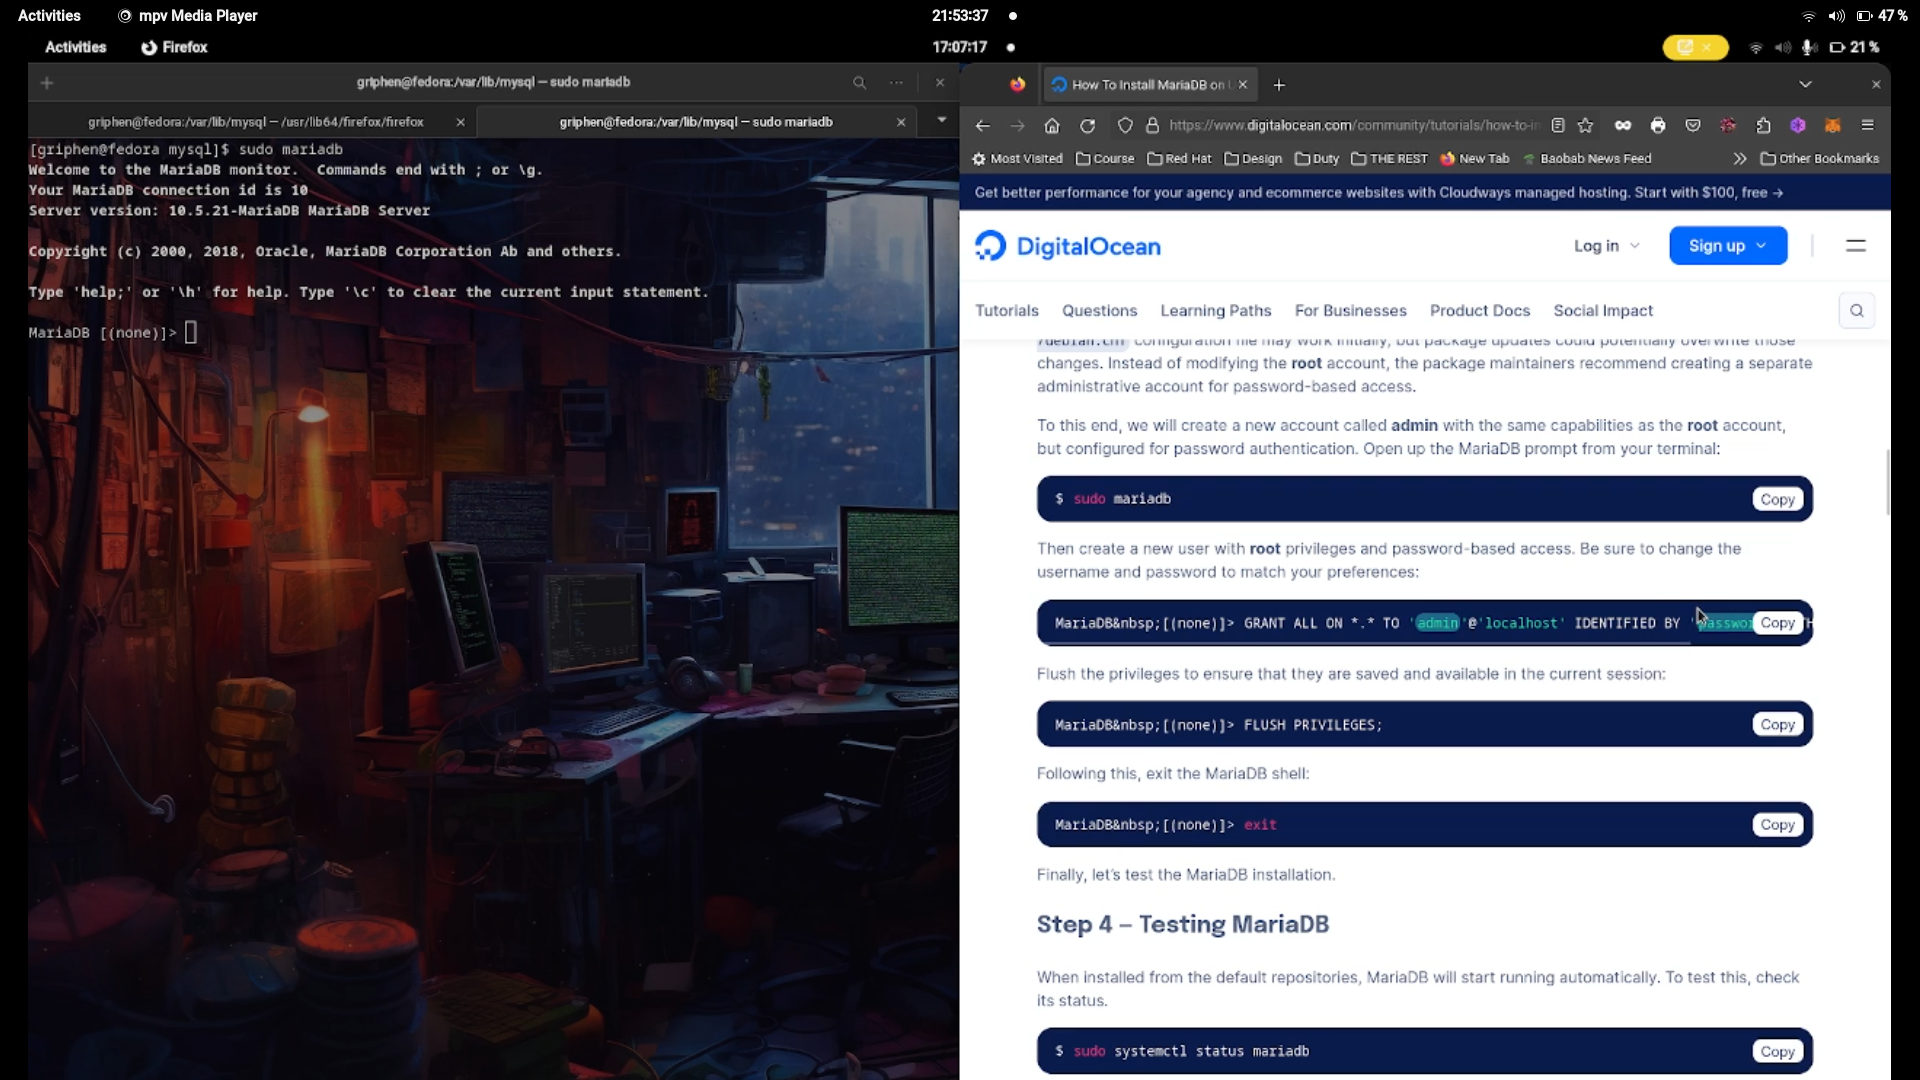 Activities mpv Media Player 21:53:37 47 %
Activities Firefox 17:07:17 21 %
griphen@fedora:/var/lib/mysql — sudo mariadb
griphen@fedora:/var/lib/mysql — /usr/lib64/firefox/firefox
griphen@fedora:/var/lib/mysql — sudo mariadb
[griphen@fedora mysql]$ sudo mariadb
Welcome to the MariaDB monitor.  Commands end with ; or \g.
Your MariaDB connection id is 10
Server version: 10.5.21-MariaDB MariaDB Server
Copyright (c) 2000, 2018, Oracle, MariaDB Corporation Ab and others.
Type 'help;' or '\h' for help. Type '\c' to clear the current input statement.
MariaDB [(none)]>
How To Install MariaDB on
https://www.digitalocean.com/community/tutorials/how-to-in
Most Visited Course Red Hat Design Duty THE REST New Tab Baobab News Feed Other Bookmarks
Get better performance for your agency and ecommerce websites with Cloudways managed hosting. Start with $100, free →
DigitalOcean Log in Sign up
Tutorials Questions Learning Paths For Businesses Product Docs Social Impact
/debian.cnf configuration file may work initially, but package updates could potentially overwrite those
changes. Instead of modifying the root account, the package maintainers recommend creating a separate
administrative account for password-based access.
To this end, we will create a new account called admin with the same capabilities as the root account,
but configured for password authentication. Open up the MariaDB prompt from your terminal:
$ sudo mariadb Copy
Then create a new user with root privileges and password-based access. Be sure to change the
username and password to match your preferences:
MariaDB&nbsp;[(none)]> GRANT ALL ON *.* TO 'admin'@'localhost' IDENTIFIED BY ' Copy
Flush the privileges to ensure that they are saved and available in the current session:
MariaDB&nbsp;[(none)]> FLUSH PRIVILEGES; Copy
Following this, exit the MariaDB shell:
MariaDB&nbsp;[(none)]> exit Copy
Finally, let's test the MariaDB installation.
Step 4 – Testing MariaDB
When installed from the default repositories, MariaDB will start running automatically. To test this, check
its status.
$ sudo systemctl status mariadb Copy